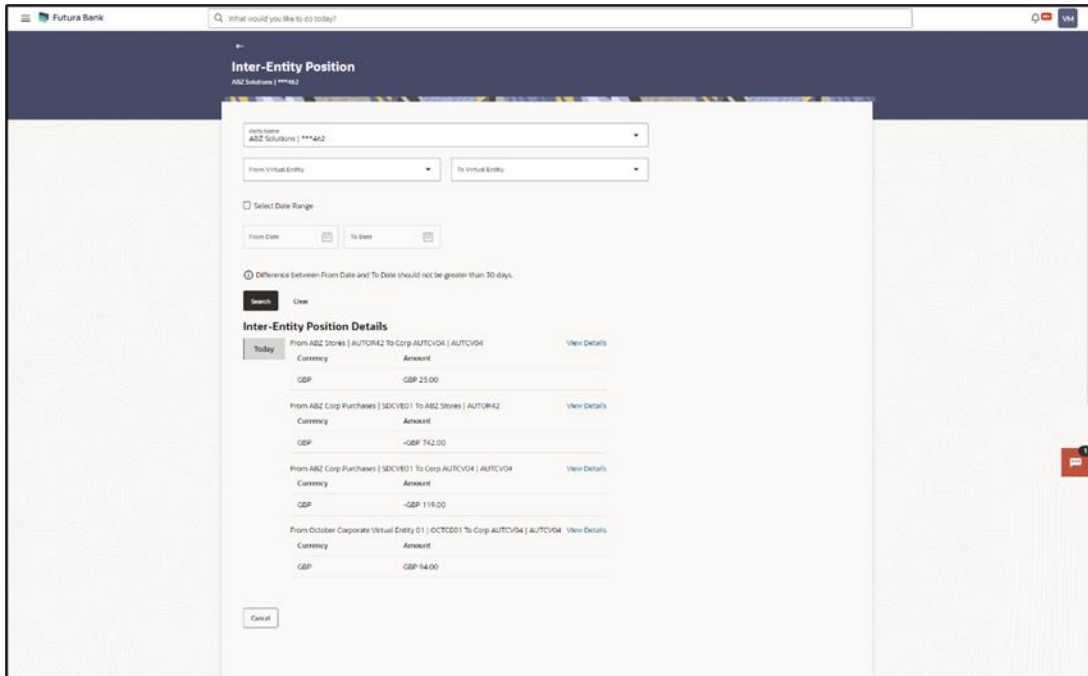 Futura Bank
What would you like to do today?
VM
Inter-Entity Position
ABZ Solutions | ***462
Party Name
ABZ Solutions | ***462
From Virtual Entity
To Virtual Entity
Select Date Range
From Date
To Date
Difference between From Date and To Date should not be greater than 30 days.
Search Clear
Inter-Entity Position Details
Today
From ABZ Stores | AUTOR42 To Corp AUTCV04 | AUTCV04 View Details
Currency Amount
GBP GBP 25.00
From ABZ Corp Purchases | SDCVE01 To ABZ Stores | AUTOR42 View Details
Currency Amount
GBP -GBP 742.00
From ABZ Corp Purchases | SDCVE01 To Corp AUTCV04 | AUTCV04 View Details
Currency Amount
GBP -GBP 119.00
From October Corporate Virtual Entity 01 | OCTCE01 To Corp AUTCV04 | AUTCV04 View Details
Currency Amount
GBP GBP 94.00
Cancel